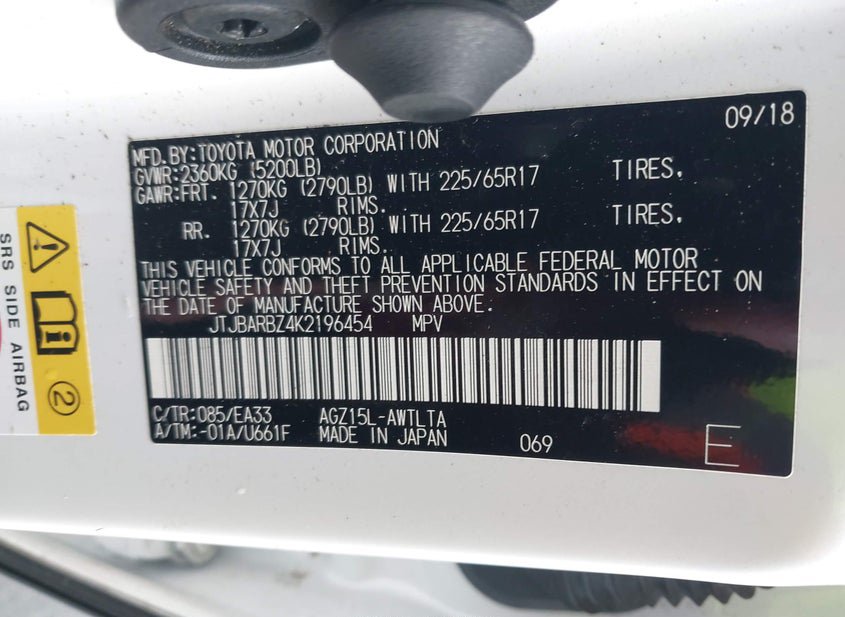 09/18
MFD.BY:TOYOTA MOTOR CORPORATION
GVWR:2360KG (5200LB)
GAWR:FRT. 1270KG (2790LB) WITH 225/65R17 TIRES,
17X7J RIMS.
RR. 1270KG (2790LB) WITH 225/65R17 TIRES,
17X7J RIMS.
THIS VEHICLE CONFORMS TO ALL APPLICABLE FEDERAL MOTOR
VEHICLE SAFETY AND THEFT PREVENTION STANDARDS IN EFFECT ON
THE DATE OF MANUFACTURE SHOWN ABOVE.
JTJBARBZ4K2196454 MPV
C/TR:085/EA33 AGZ15L-AWTLTA
A/TM:-01A/U661F MADE IN JAPAN 069 E
SRS SIDE AIRBAG
2